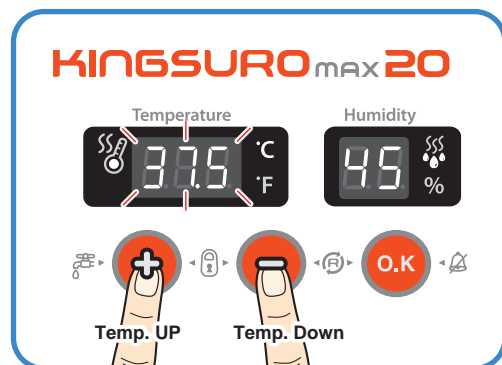 KINGSURO MAX 20
Temperature Humidity
37.5 °C 45
°F %
R O.K
Temp. UP Temp. Down